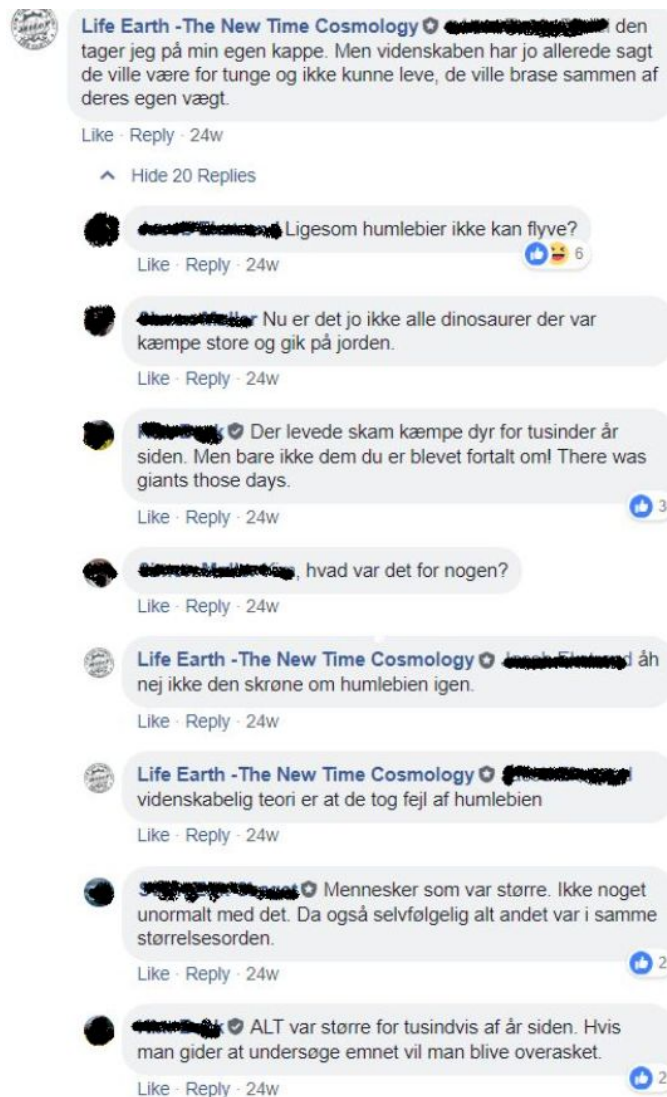 Life Earth -The New Time Cosmology den
tager jeg på min egen kappe. Men videnskaben har jo allerede sagt
de ville være for tunge og ikke kunne leve, de ville brase sammen af
deres egen vægt.
Like · Reply · 24w
Hide 20 Replies
Ligesom humlebier ikke kan flyve?
6
Like · Reply · 24w
Nu er det jo ikke alle dinosaurer der var
kæmpe store og gik på jorden.
Like · Reply · 24w
Der levede skam kæmpe dyr for tusinder år
siden. Men bare ikke dem du er blevet fortalt om! There was
giants those days.
3
Like · Reply · 24w
, hvad var det for nogen?
Like · Reply · 24w
Life Earth -The New Time Cosmology åh
nej ikke den skrøne om humlebien igen.
Like · Reply · 24w
Life Earth -The New Time Cosmology
videnskabelig teori er at de tog fejl af humlebien
Like · Reply · 24w
Mennesker som var større. Ikke noget
unormalt med det. Da også selvfølgelig alt andet var i samme
størrelsesorden.
2
Like · Reply · 24w
ALT var større for tusindvis af år siden. Hvis
man gider at undersøge emnet vil man blive overasket.
2
Like · Reply · 24w